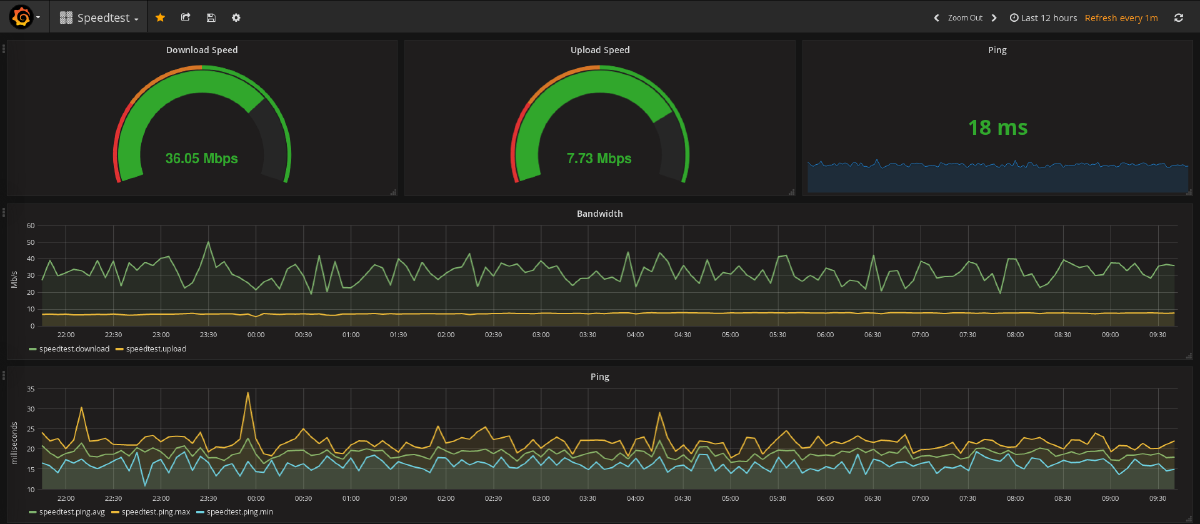 Speedtest
Zoom Out
Last 12 hours Refresh every 1m
Download Speed
36.05 Mbps
Upload Speed
7.73 Mbps
Ping
18 ms
Bandwidth
Mb/s
60
50
40
30
20
10
0
22:00 22:30 23:00 23:30 00:00 00:30 01:00 01:30 02:00 02:30 03:00 03:30 04:00 04:30 05:00 05:30 06:00 06:30 07:00 07:30 08:00 08:30 09:00 09:30
speedtest.download speedtest.upload
Ping
milliseconds
35
30
25
20
15
10
22:00 22:30 23:00 23:30 00:00 00:30 01:00 01:30 02:00 02:30 03:00 03:30 04:00 04:30 05:00 05:30 06:00 06:30 07:00 07:30 08:00 08:30 09:00 09:30
speedtest.ping.avg speedtest.ping.max speedtest.ping.min